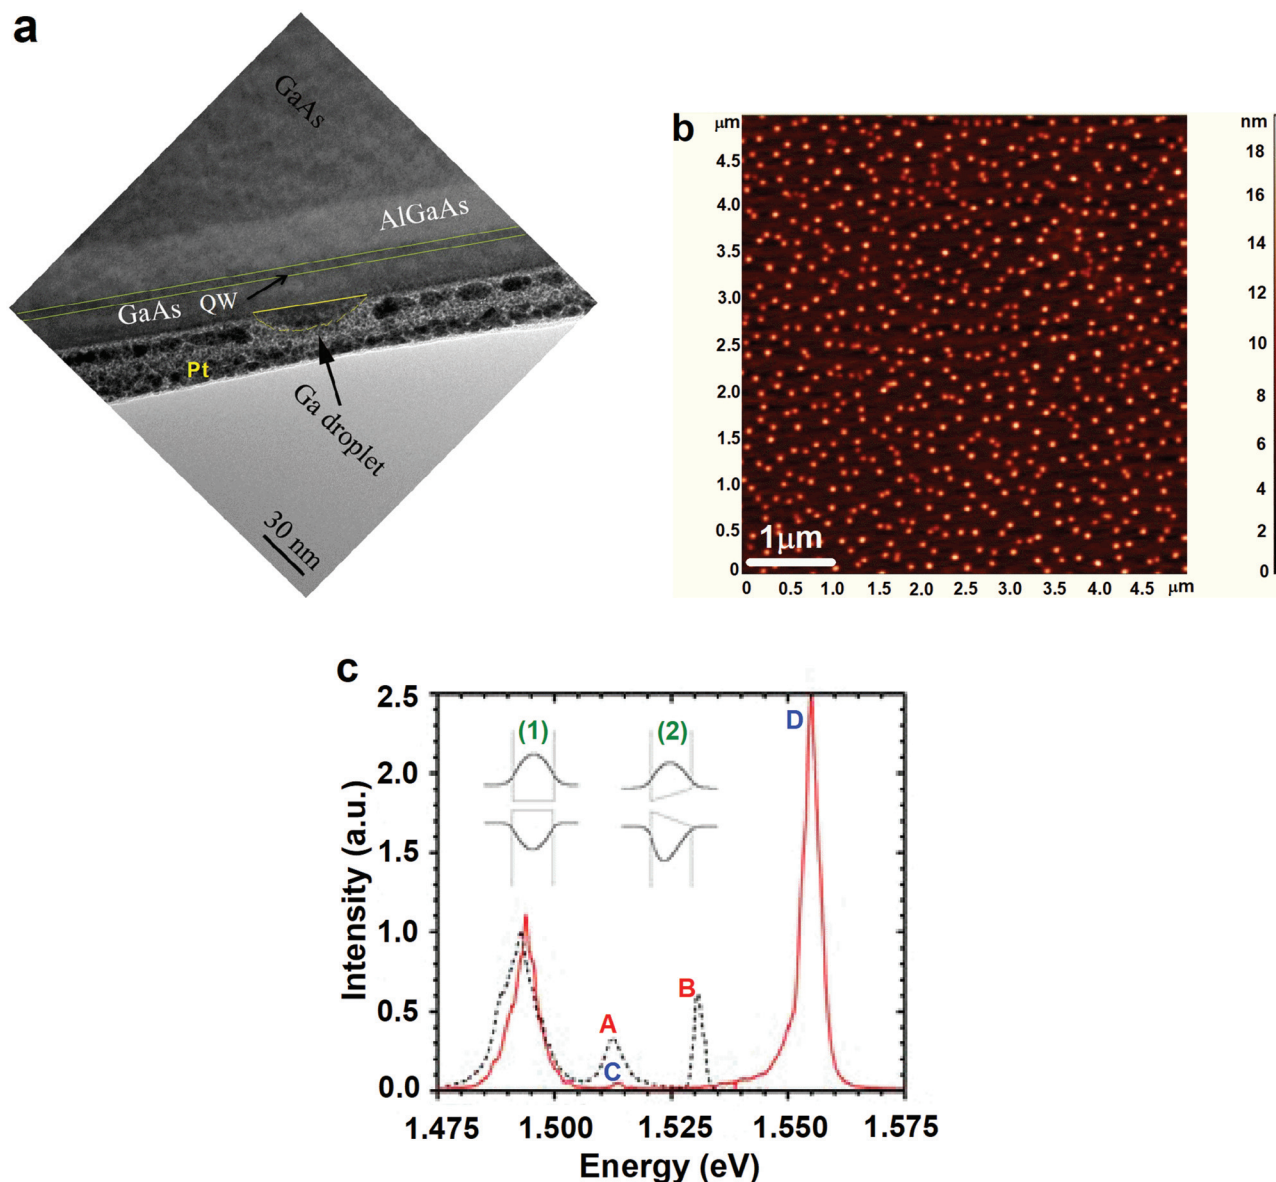 a
GaAs
AlGaAs
GaAs QW
Pt
Ga droplet
30 nm
b
μm
4.5
4.0
3.5
3.0
2.5
2.0
1.5
1.0
0.5
0
1μm
0 0.5 1.0 1.5 2.0 2.5 3.0 3.5 4.0 4.5 μm
nm
18
16
14
12
10
8
6
4
2
0
c
2.5
2.0
1.5
1.0
0.5
0.0
Intensity (a.u.)
(1) (2)
D
B
A
C
1.475 1.500 1.525 1.550 1.575
Energy (eV)